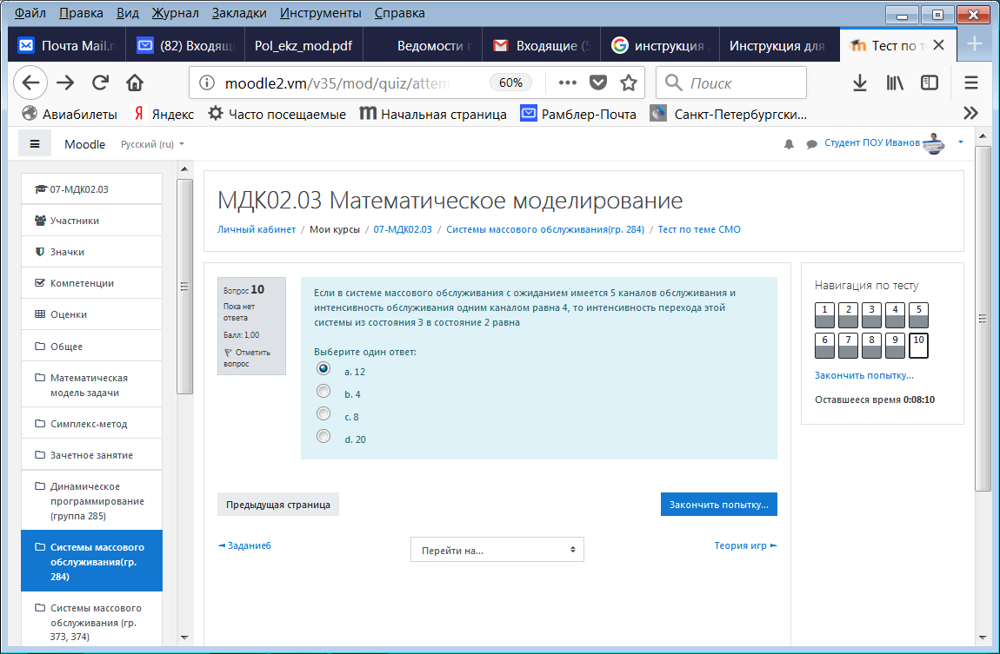 Файл Правка Вид Журнал Закладки Инструменты Справка
Почта Mail.r (82) Входящ Pol_ekz_mod.pdf Ведомости Входящие (5 инструкция Инструкция для Тест по т
moodle2.vm/v35/mod/quiz/attem 60% Поиск
Авиабилеты Яндекс Часто посещаемые Начальная страница Рамблер-Почта Санкт-Петербургски...
Moodle Русский (ru) Студент ПОУ Иванов
07-МДК02.03
Участники
Значки
Компетенции
Оценки
Общее
Математическая
модель задачи
Симплекс-метод
Зачетное занятие
Динамическое
программирование
(группа 285)
Системы массового
обслуживания(гр.
284)
Системы массового
обслуживания (гр.
373, 374)
МДК02.03 Математическое моделирование
Личный кабинет / Мои курсы / 07-МДК02.03 / Системы массового обслуживания(гр. 284) / Тест по теме СМО
Вопрос 10
Пока нет
ответа
Балл: 1,00
Отметить
вопрос
Если в системе массового обслуживания с ожиданием имеется 5 каналов обслуживания и
интенсивность обслуживания одним каналом равна 4, то интенсивность перехода этой
системы из состояния 3 в состояние 2 равна
Выберите один ответ:
a. 12
b. 4
c. 8
d. 20
Предыдущая страница Закончить попытку...
Задание6 Перейти на... Теория игр
Навигация по тесту
1 2 3 4 5
6 7 8 9 10
Закончить попытку...
Оставшееся время 0:08:10